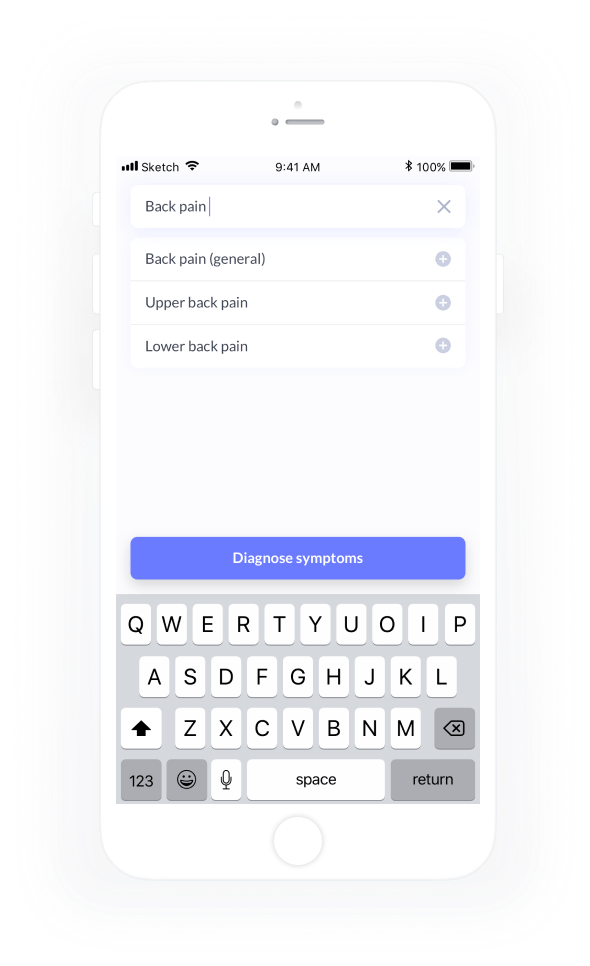 Sketch 9:41 AM 100%
Back pain
Back pain (general)
Upper back pain
Lower back pain
Diagnose symptoms
Q W E R T Y U O I P
A S D F G H J K L
Z X C V B N M
123 space return